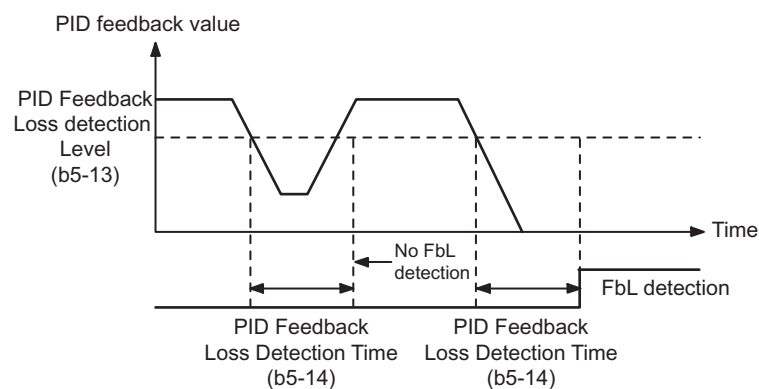 PID feedback value
PID Feedback
Loss detection
Level
(b5-13)
Time
No FbL
detection
FbL detection
PID Feedback
Loss Detection Time
(b5-14)
PID Feedback
Loss Detection Time
(b5-14)